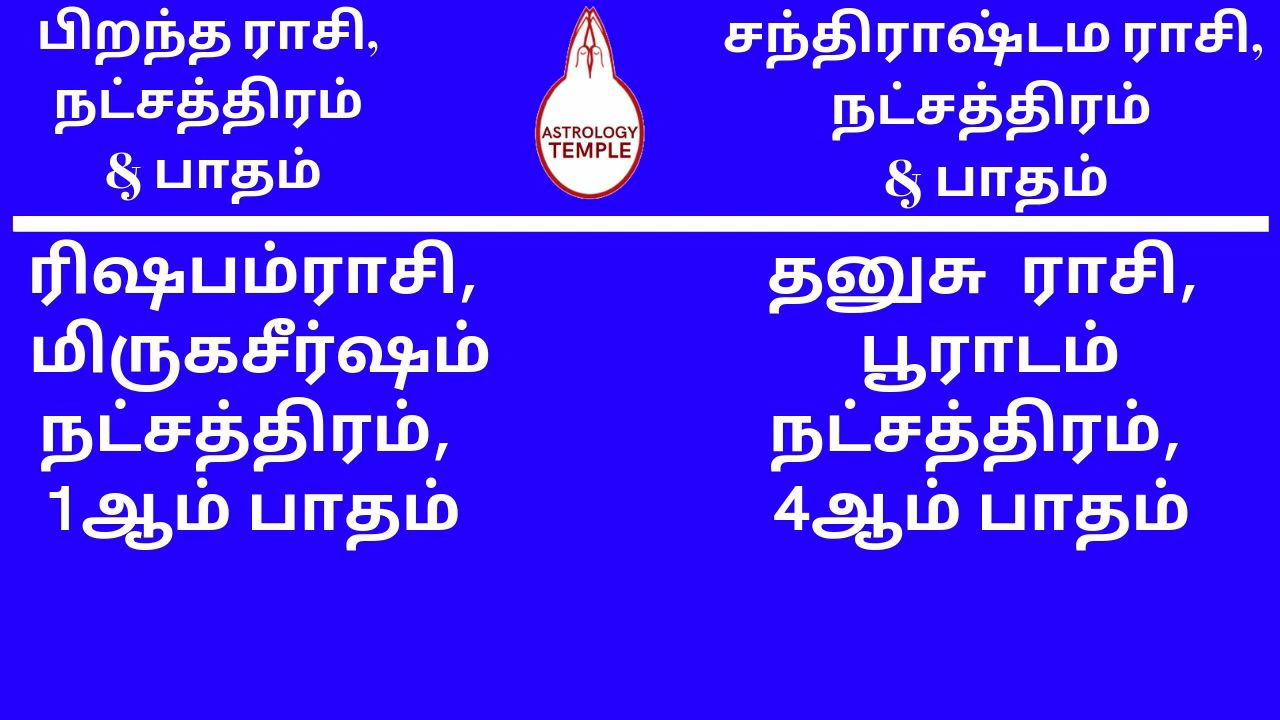 பிறந்த ராசி,
நட்சத்திரம்
& பாதம்
ASTROLOGY
TEMPLE
சந்திராஷ்டம ராசி,
நட்சத்திரம்
& பாதம்
ரிஷபம்ராசி,
மிருகசீர்ஷம்
நட்சத்திரம்,
1ஆம் பாதம்
தனுசு ராசி,
பூராடம்
நட்சத்திரம்,
4ஆம் பாதம்